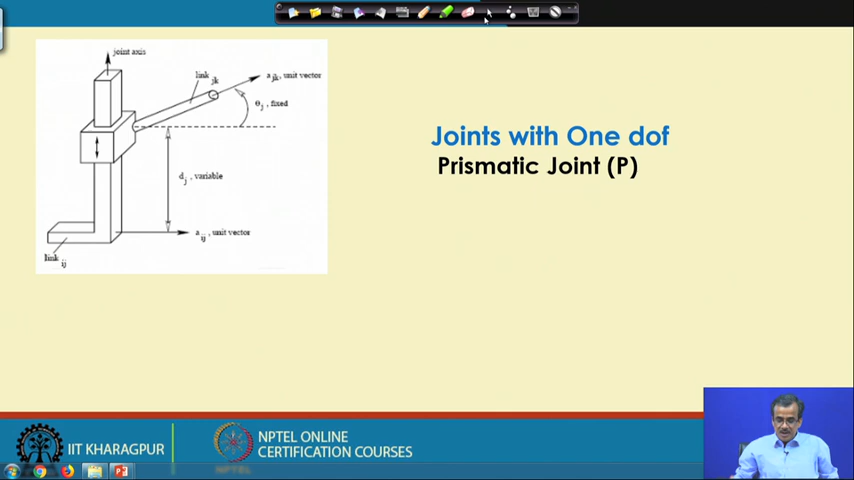 joint axis
link jk
a jk, unit vector
θ j, fixed
d j, variable
a ij, unit vector
link ij
Joints with One dof
Prismatic Joint (P)
IIT KHARAGPUR
NPTEL ONLINE
CERTIFICATION COURSES
NPTEL